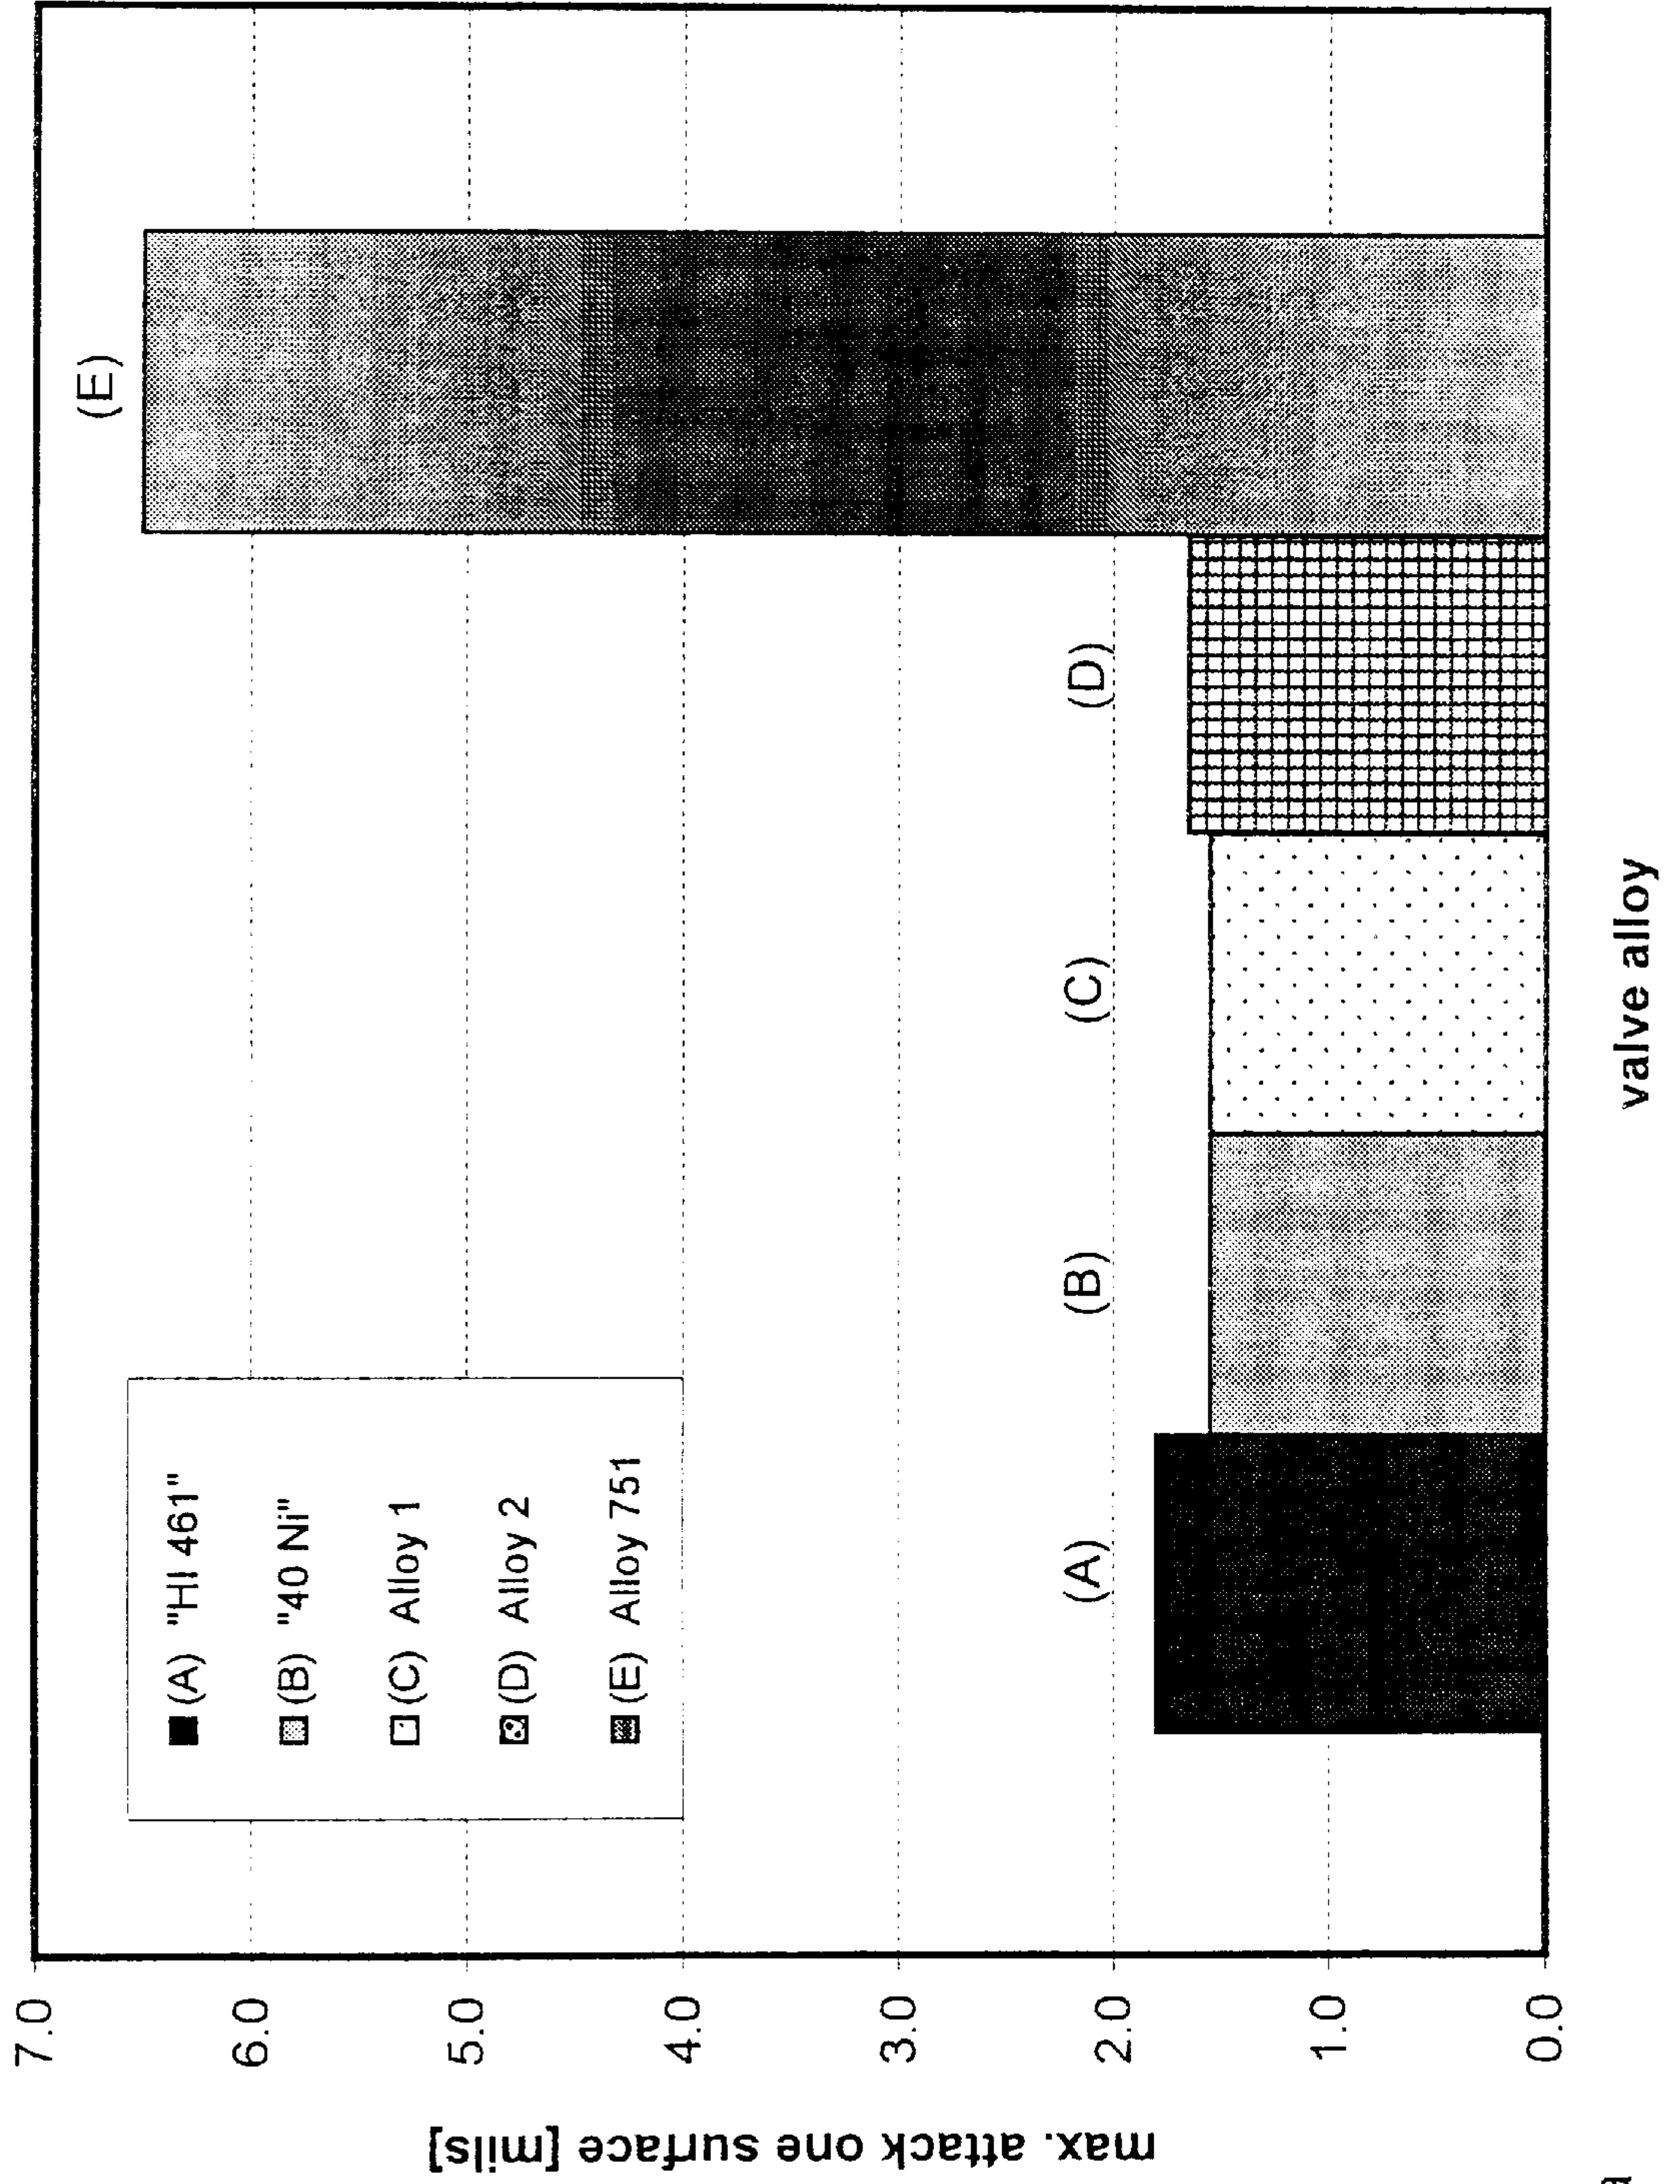 7.0
6.0
5.0
4.0
3.0
2.0
1.0
0.0
max. attack one surface [mils]
(A) "HI 461"
(B) "40 Ni"
(C) Alloy 1
(D) Alloy 2
(E) Alloy 751
(A)
(B)
(C)
(D)
(E)
valve alloy